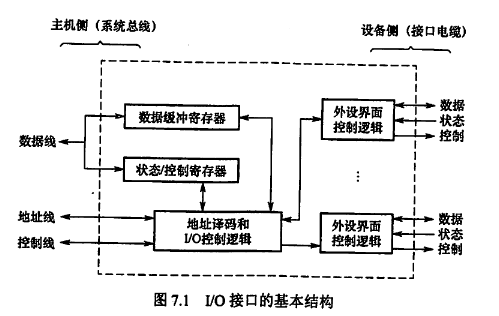 主机侧（系统总线）
设备侧（接口电缆）
数据缓冲寄存器
外设界面
控制逻辑
数据
状态
控制
数据线
状态/控制寄存器
...
地址线
控制线
地址译码和
I/O控制逻辑
外设界面
控制逻辑
数据
状态
控制
图 7.1 I/O 接口的基本结构